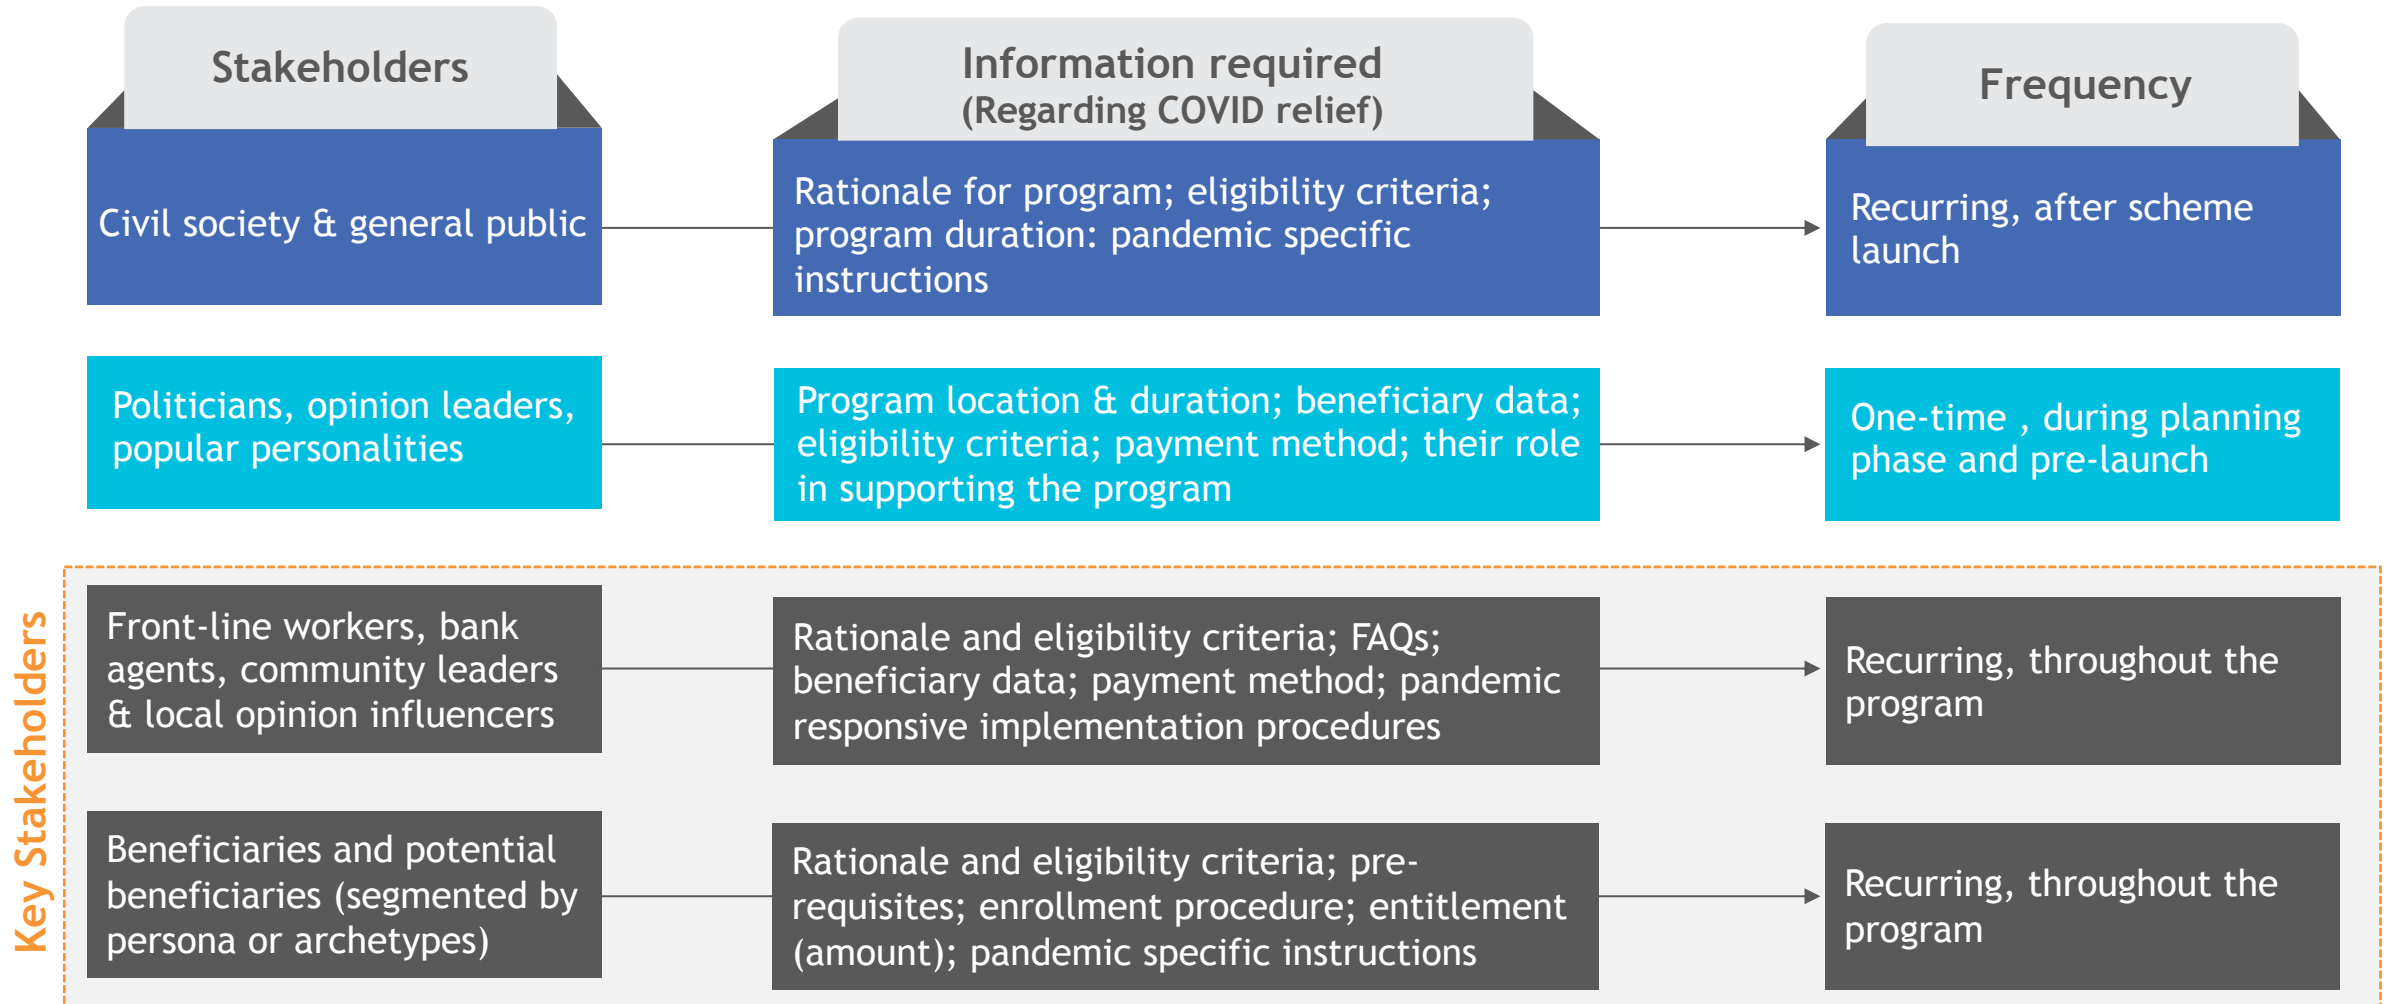 Stakeholders
Information required
(Regarding COVID relief)
Frequency
Civil society & general public
Rationale for program; eligibility criteria;
program duration: pandemic specific
instructions
Recurring, after scheme
launch
Politicians, opinion leaders,
popular personalities
Program location & duration; beneficiary data;
eligibility criteria; payment method; their role
in supporting the program
One-time , during planning
phase and pre-launch
Key Stakeholders
Front-line workers, bank
agents, community leaders
& local opinion influencers
Rationale and eligibility criteria; FAQs;
beneficiary data; payment method; pandemic
responsive implementation procedures
Recurring, throughout the
program
Beneficiaries and potential
beneficiaries (segmented by
persona or archetypes)
Rationale and eligibility criteria; pre-
requisites; enrollment procedure; entitlement
(amount); pandemic specific instructions
Recurring, throughout the
program